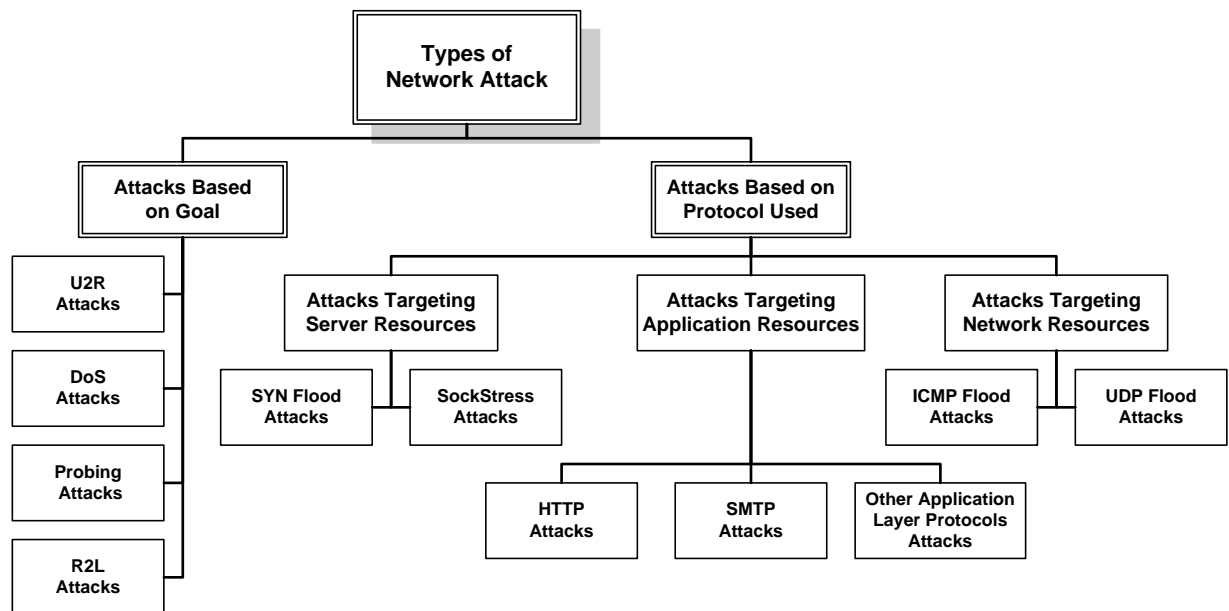 Types of
Network Attack
Attacks Based
on Goal
Attacks Based on
Protocol Used
U2R
Attacks
DoS
Attacks
Probing
Attacks
R2L
Attacks
Attacks Targeting
Server Resources
Attacks Targeting
Application Resources
Attacks Targeting
Network Resources
SYN Flood
Attacks
SockStress
Attacks
ICMP Flood
Attacks
UDP Flood
Attacks
HTTP
Attacks
SMTP
Attacks
Other Application
Layer Protocols
Attacks